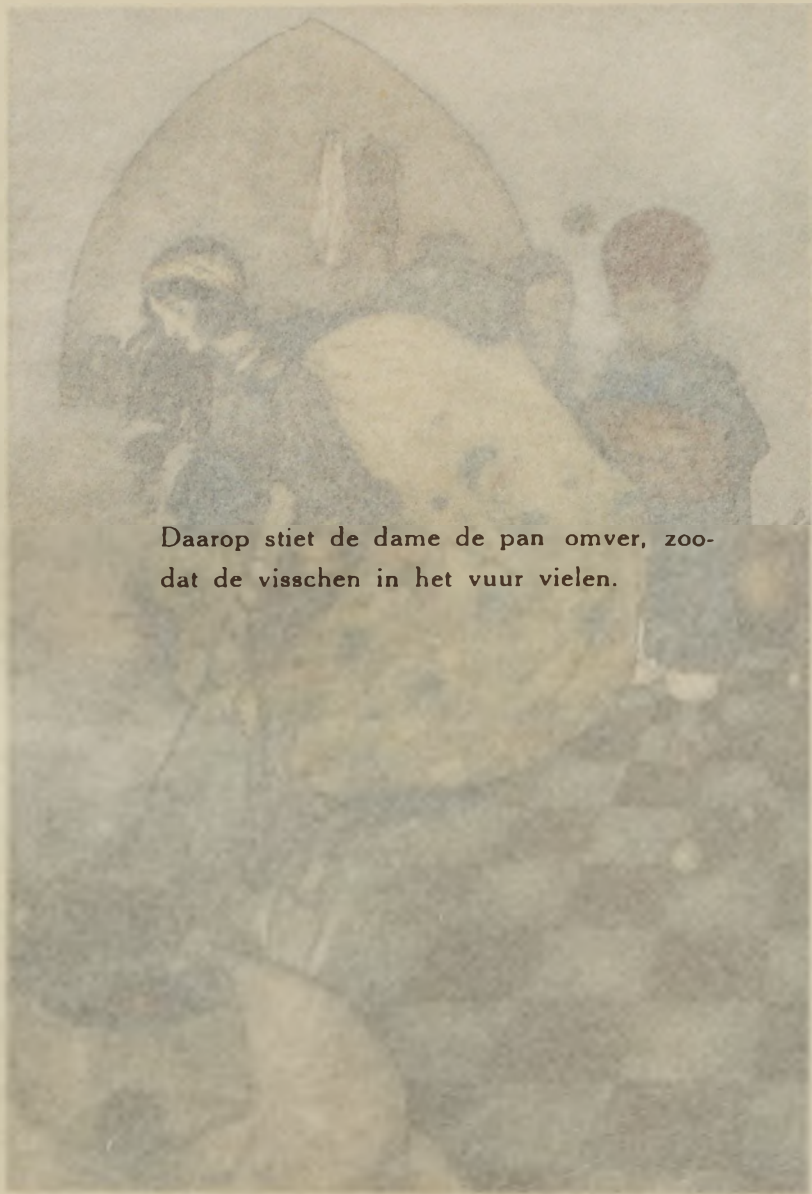 Daarop stiet de dame de pan omver, zoo-
dat de visschen in het vuur vielen.